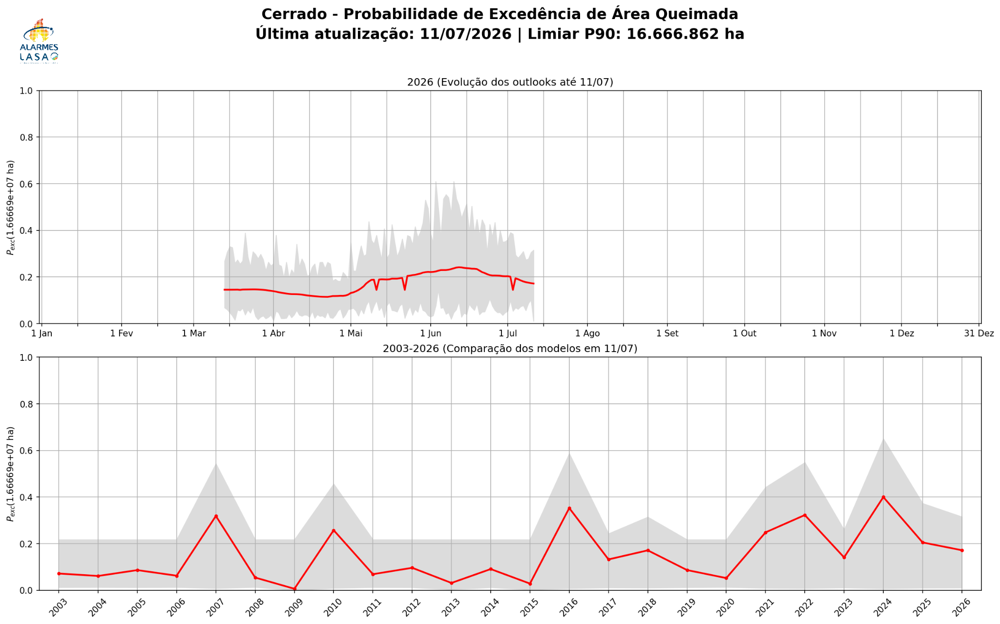 Cerrado - Probabilidade de Excedência de Área Queimada
Última atualização: 11/07/2026 | Limiar P90: 16.666.862 ha
ALARMES
LASA
2026 (Evolução dos outlooks até 11/07)
1.0
0.8
0.6
0.4
0.2
0.0
Pexc(1.66669e+07 ha)
1 Jan 1 Fev 1 Mar 1 Abr 1 Mai 1 Jun 1 Jul 1 Ago 1 Set 1 Out 1 Nov 1 Dez 31 Dez
2003-2026 (Comparação dos modelos em 11/07)
1.0
0.8
0.6
0.4
0.2
0.0
Pexc(1.66669e+07 ha)
2003 2004 2005 2006 2007 2008 2009 2010 2011 2012 2013 2014 2015 2016 2017 2018 2019 2020 2021 2022 2023 2024 2025 2026